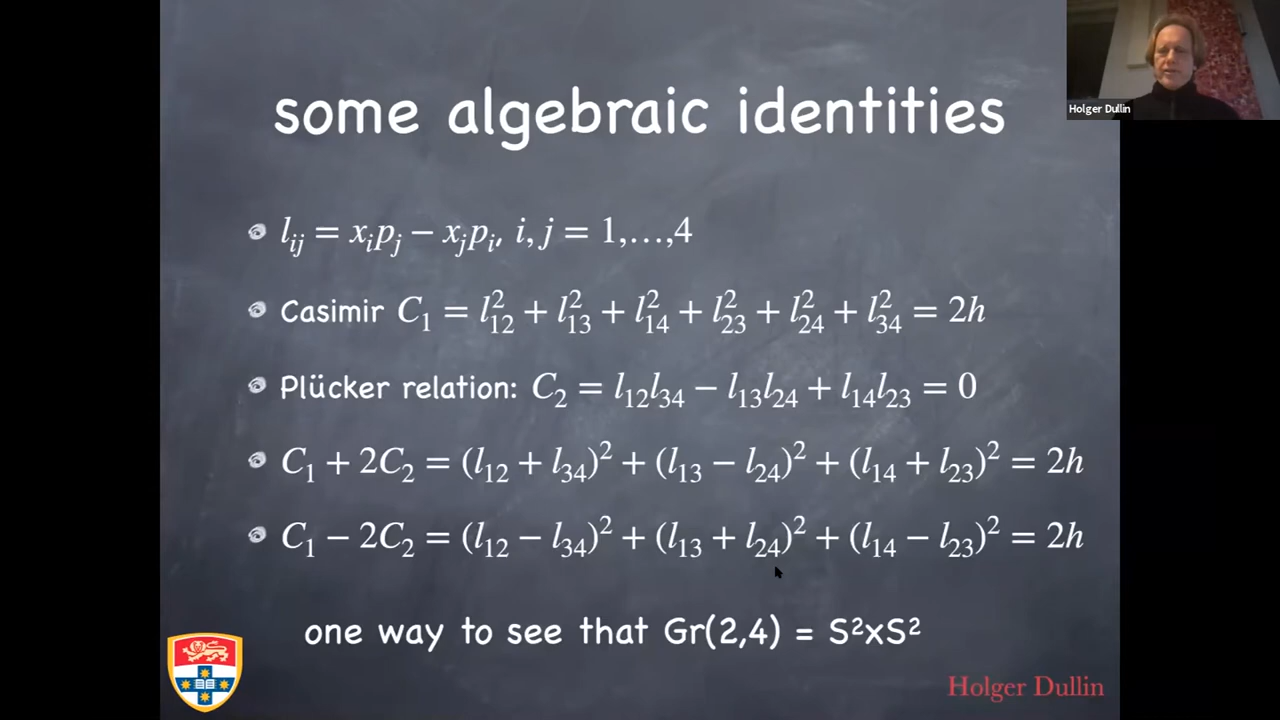 some algebraic identities
Holger Dullin
l_{ij} = x_i p_j − x_j p_i, i, j = 1,…,4
Casimir C_1 = l_{12}^2 + l_{13}^2 + l_{14}^2 + l_{23}^2 + l_{24}^2 + l_{34}^2 = 2h
Plücker relation: C_2 = l_{12}l_{34} − l_{13}l_{24} + l_{14}l_{23} = 0
C_1 + 2C_2 = (l_{12} + l_{34})^2 + (l_{13} − l_{24})^2 + (l_{14} + l_{23})^2 = 2h
C_1 − 2C_2 = (l_{12} − l_{34})^2 + (l_{13} + l_{24})^2 + (l_{14} − l_{23})^2 = 2h
one way to see that Gr(2,4) = S²xS²
Holger Dullin